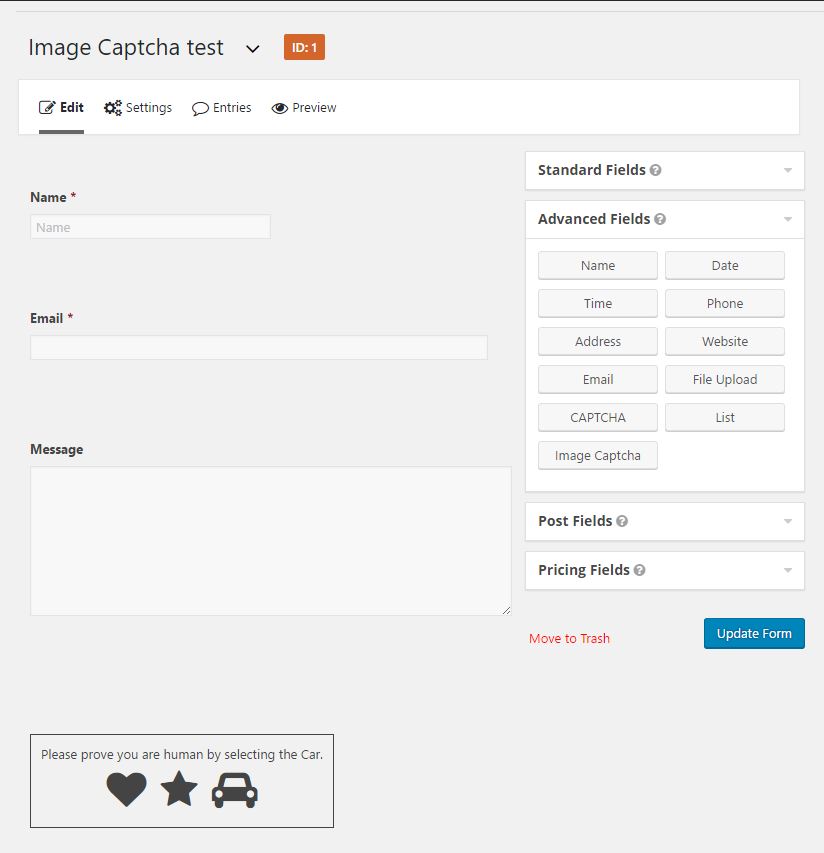 Image Captcha test ID: 1
Edit Settings Entries Preview
Name *
Name
Email *
Message
Please prove you are human by selecting the Car.
Standard Fields ?
Advanced Fields ?
Name Date
Time Phone
Address Website
Email File Upload
CAPTCHA List
Image Captcha
Post Fields ?
Pricing Fields ?
Move to Trash Update Form